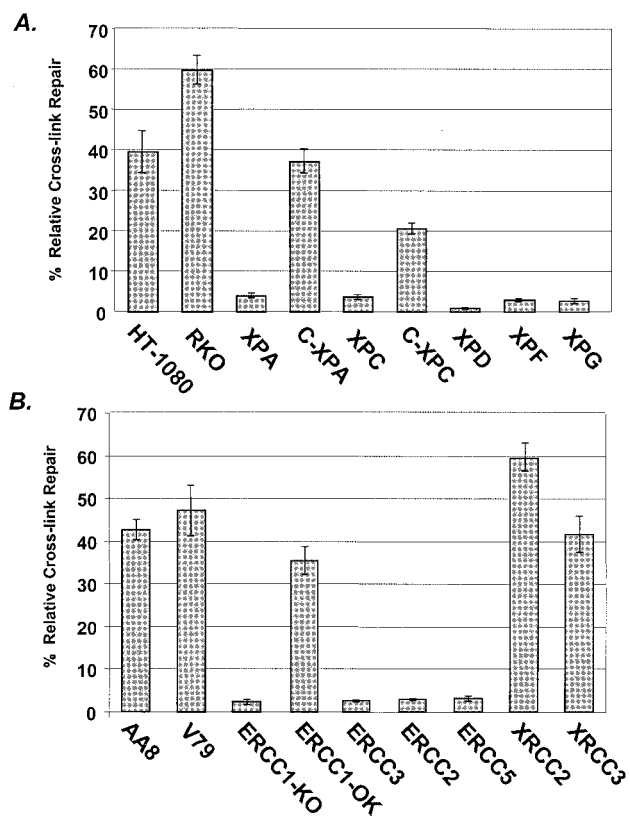 A.
% Relative Cross-link Repair
70
60
50
40
30
20
10
0
HT-1080
RKO
XPA
C-XPA
XPC
C-XPC
XPD
XPF
XPG
B.
% Relative Cross-link Repair
70
60
50
40
30
20
10
0
AA8
V79
ERCC1-KO
ERCC1-OK
ERCC3
ERCC2
ERCC5
XRCC2
XRCC3